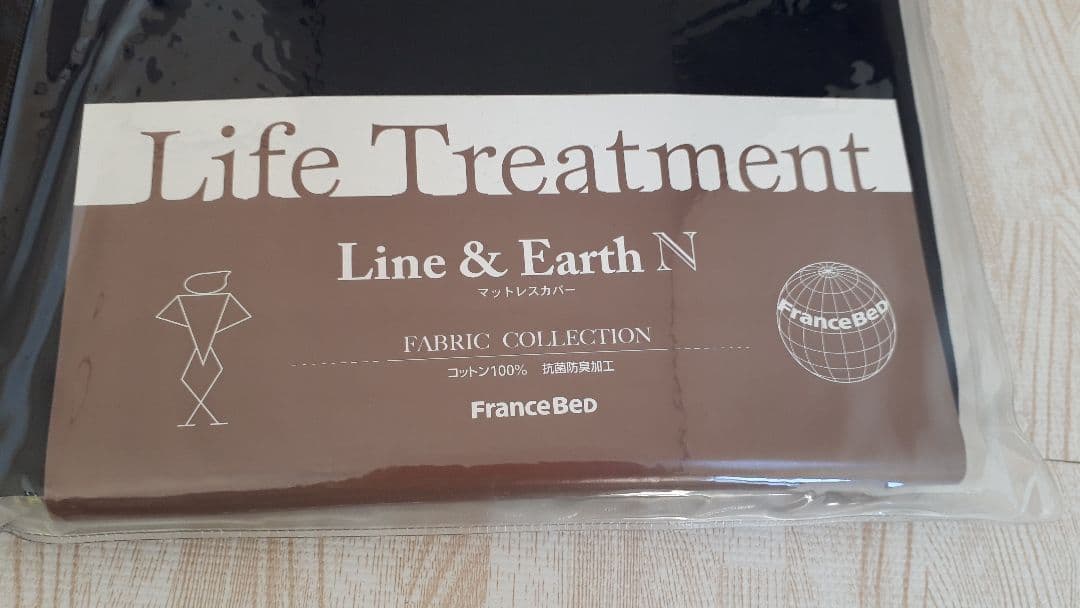 Life Treatment
Line & Earth N
マットレスカバー
FABRIC COLLECTION
コットン100% 抗菌防臭加工
FranceBeD
FranceBeD